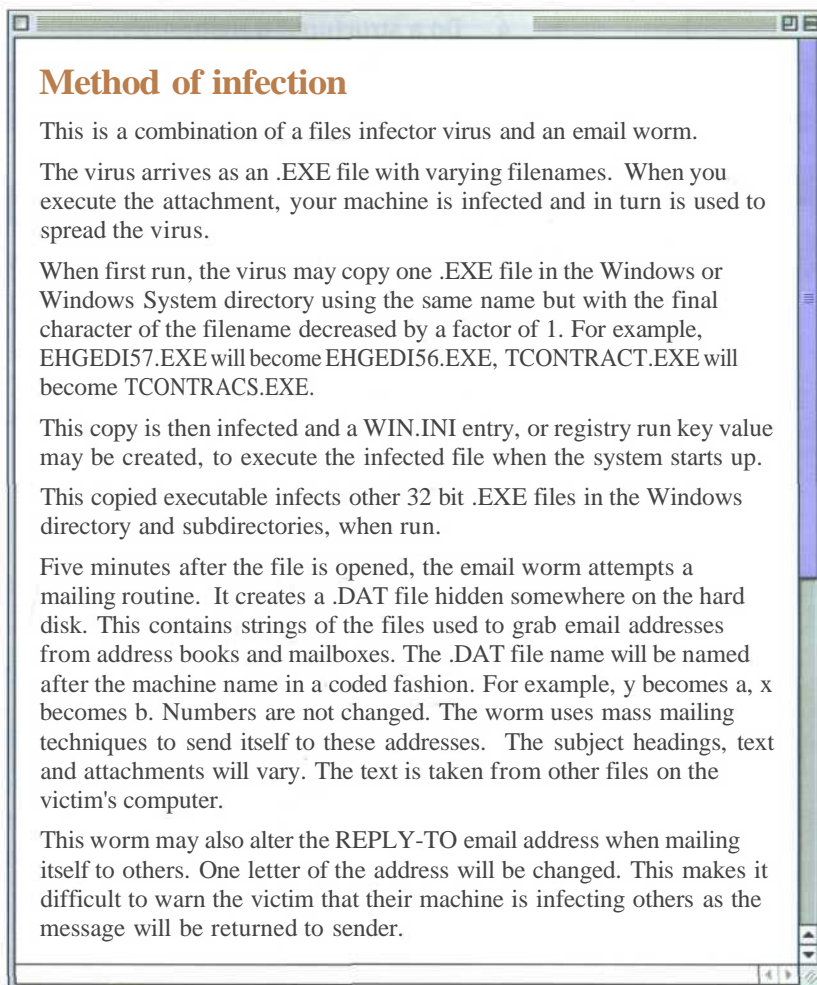 Method of infection
This is a combination of a files infector virus and an email worm.
The virus arrives as an .EXE file with varying filenames. When you
execute the attachment, your machine is infected and in turn is used to
spread the virus.
When first run, the virus may copy one .EXE file in the Windows or
Windows System directory using the same name but with the final
character of the filename decreased by a factor of 1. For example,
EHGEDI57.EXE will become EHGEDI56.EXE, TCONTRACT.EXE will
become TCONTRACS.EXE.
This copy is then infected and a WIN.INI entry, or registry run key value
may be created, to execute the infected file when the system starts up.
This copied executable infects other 32 bit .EXE files in the Windows
directory and subdirectories, when run.
Five minutes after the file is opened, the email worm attempts a
mailing routine. It creates a .DAT file hidden somewhere on the hard
disk. This contains strings of the files used to grab email addresses
from address books and mailboxes. The .DAT file name will be named
after the machine name in a coded fashion. For example, y becomes a, x
becomes b. Numbers are not changed. The worm uses mass mailing
techniques to send itself to these addresses. The subject headings, text
and attachments will vary. The text is taken from other files on the
victim's computer.
This worm may also alter the REPLY-TO email address when mailing
itself to others. One letter of the address will be changed. This makes it
difficult to warn the victim that their machine is infecting others as the
message will be returned to sender.